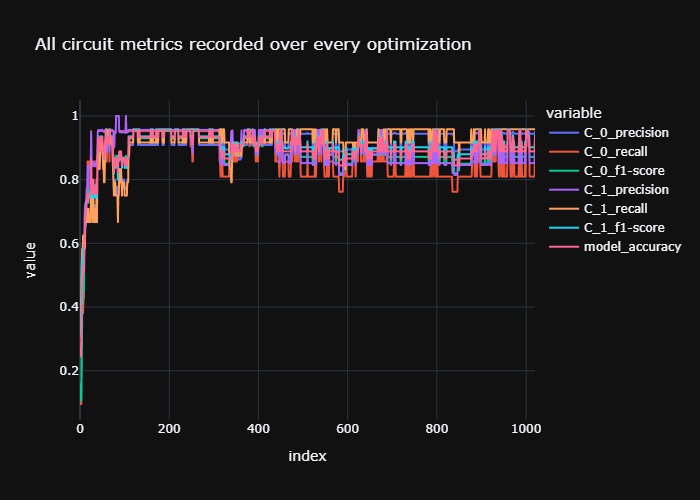 All circuit metrics recorded over every optimization
variable
C_0_precision
C_0_recall
C_0_f1-score
C_1_precision
C_1_recall
C_1_f1-score
model_accuracy
value
1
0.8
0.6
0.4
0.2
0 200 400 600 800 1000
index